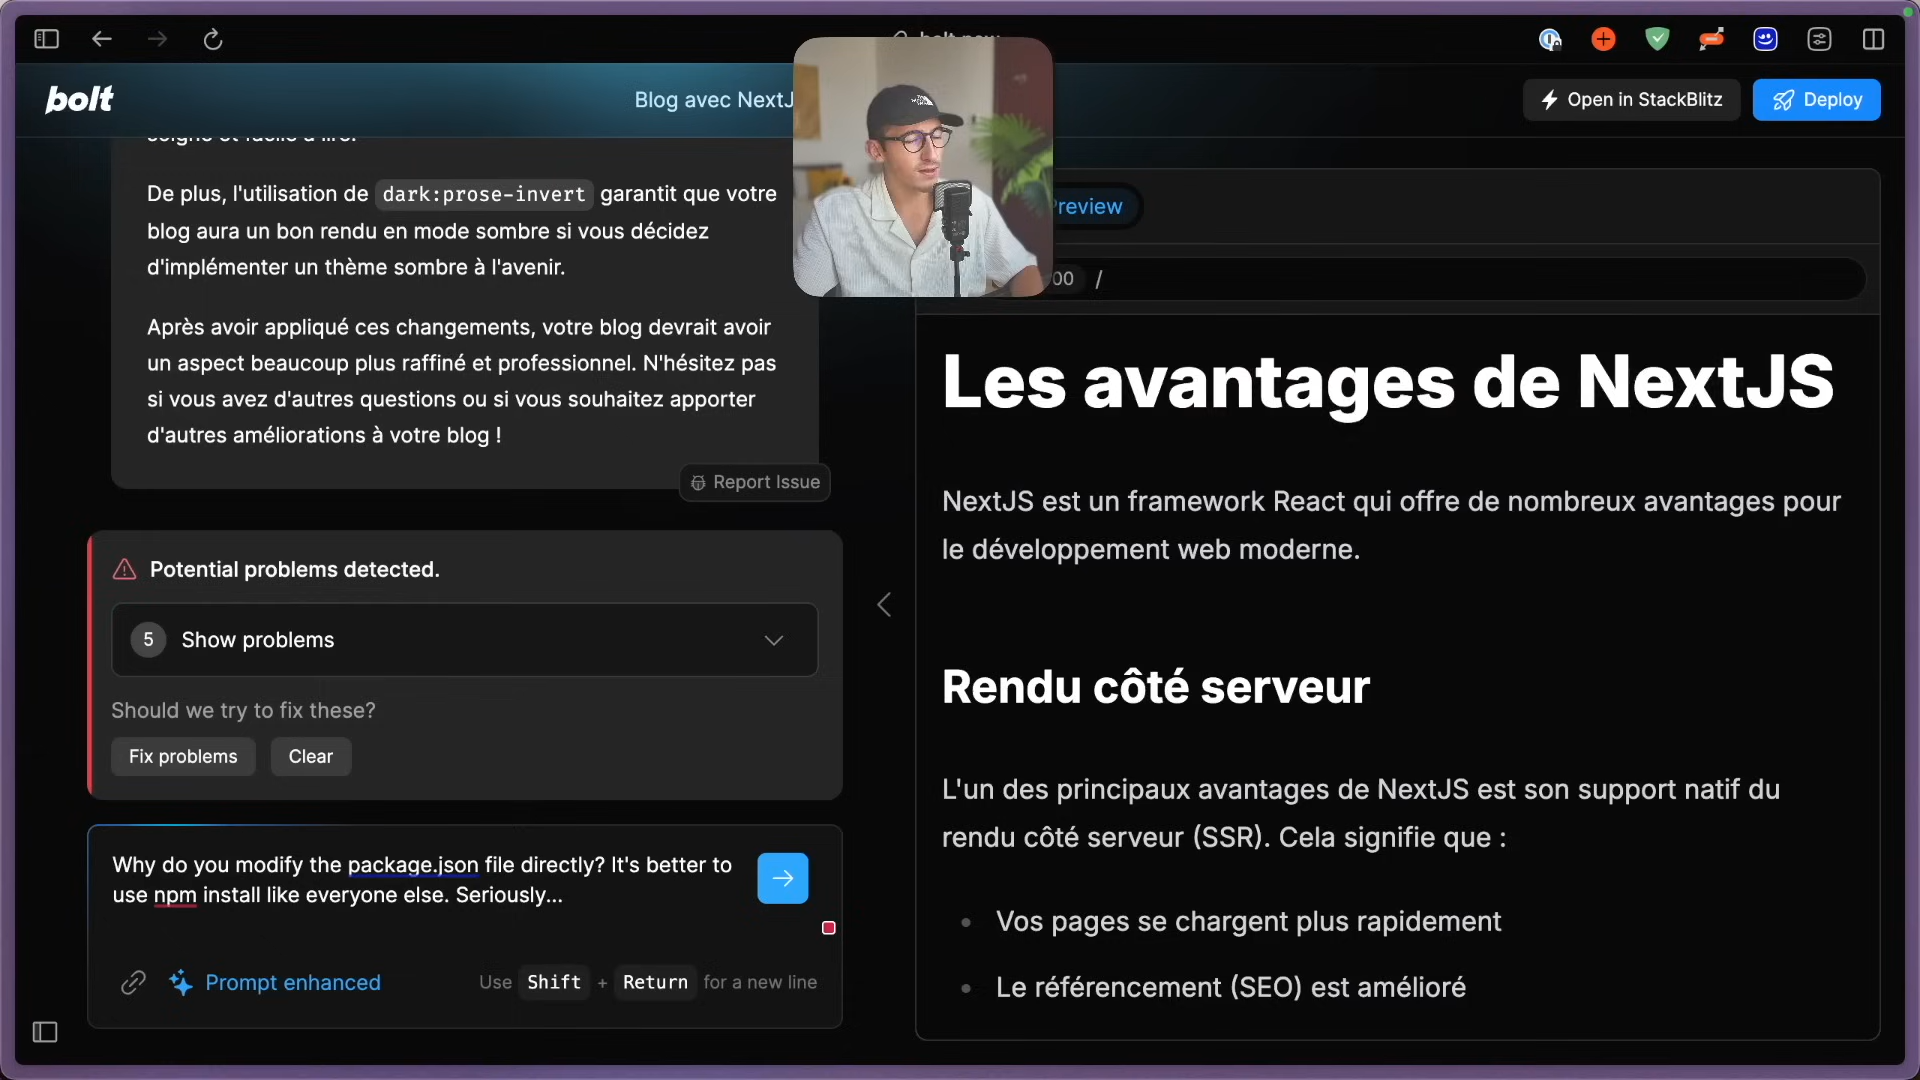 bolt
Blog avec NextJ
Open in StackBlitz
Deploy
De plus, l'utilisation de dark:prose-invert garantit que votre
blog aura un bon rendu en mode sombre si vous décidez
d'implémenter un thème sombre à l'avenir.
Après avoir appliqué ces changements, votre blog devrait avoir
un aspect beaucoup plus raffiné et professionnel. N'hésitez pas
si vous avez d'autres questions ou si vous souhaitez apporter
d'autres améliorations à votre blog !
Report Issue
Potential problems detected.
5 Show problems
Should we try to fix these?
Fix problems
Clear
Why do you modify the package.json file directly? It's better to
use npm install like everyone else. Seriously...
Prompt enhanced
Use Shift + Return for a new line
Preview
00 /
Les avantages de NextJS
NextJS est un framework React qui offre de nombreux avantages pour
le développement web moderne.
Rendu côté serveur
L'un des principaux avantages de NextJS est son support natif du
rendu côté serveur (SSR). Cela signifie que :
• Vos pages se chargent plus rapidement
• Le référencement (SEO) est amélioré